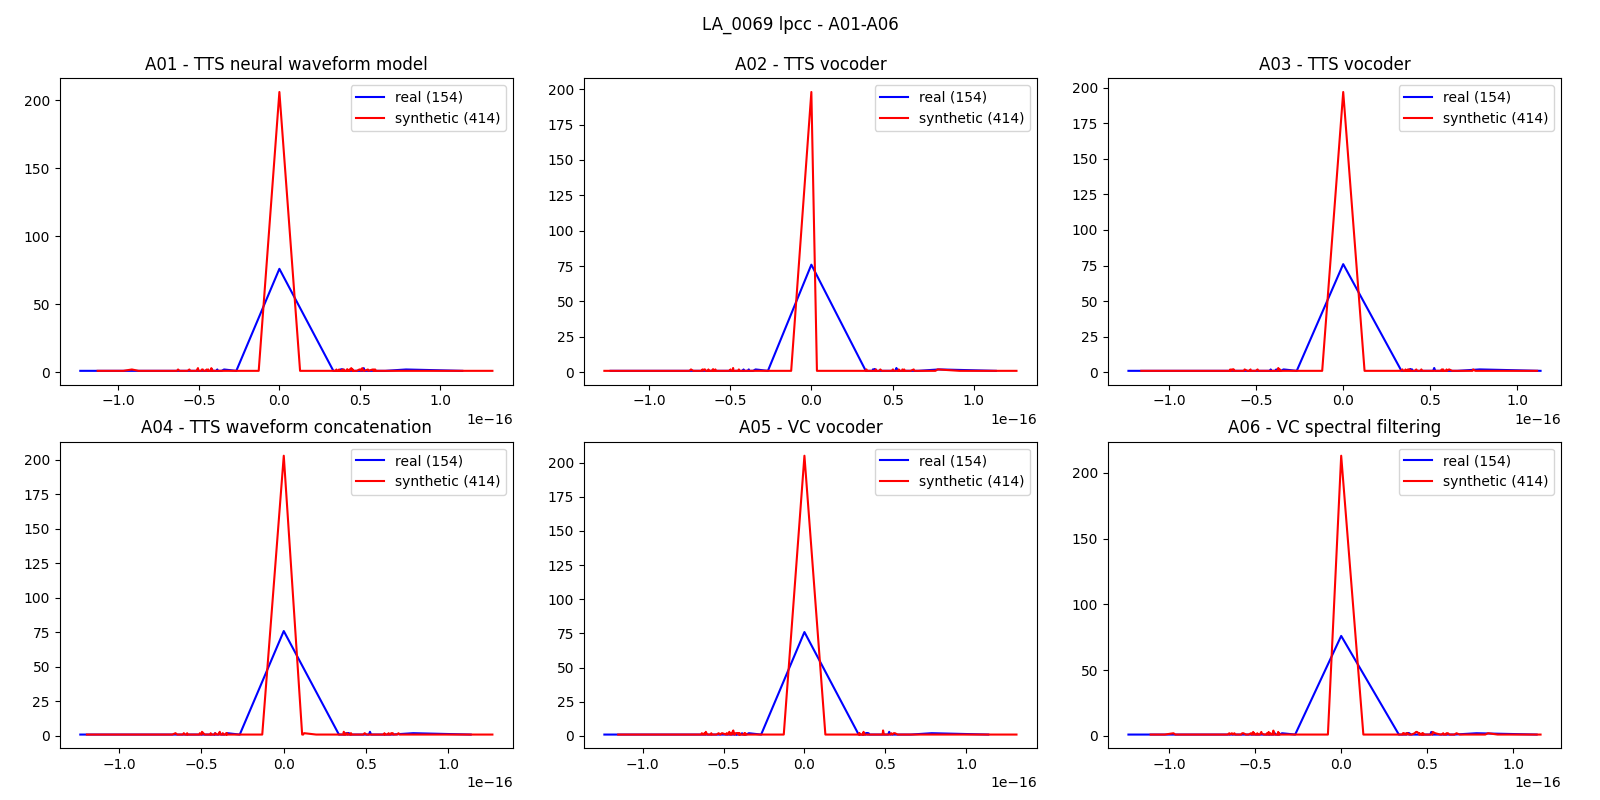 LA_0069 lpcc - A01-A06
A01 - TTS neural waveform model
200
150
100
50
0
real (154)
synthetic (414)
−1.0 −0.5 0.0 0.5 1.0
1e−16
A02 - TTS vocoder
200
175
150
125
100
75
50
25
0
real (154)
synthetic (414)
−1.0 −0.5 0.0 0.5 1.0
1e−16
A03 - TTS vocoder
200
175
150
125
100
75
50
25
0
real (154)
synthetic (414)
−1.0 −0.5 0.0 0.5 1.0
1e−16
A04 - TTS waveform concatenation
200
175
150
125
100
75
50
25
0
real (154)
synthetic (414)
−1.0 −0.5 0.0 0.5 1.0
1e−16
A05 - VC vocoder
200
175
150
125
100
75
50
25
0
real (154)
synthetic (414)
−1.0 −0.5 0.0 0.5 1.0
1e−16
A06 - VC spectral filtering
200
150
100
50
0
real (154)
synthetic (414)
−1.0 −0.5 0.0 0.5 1.0
1e−16